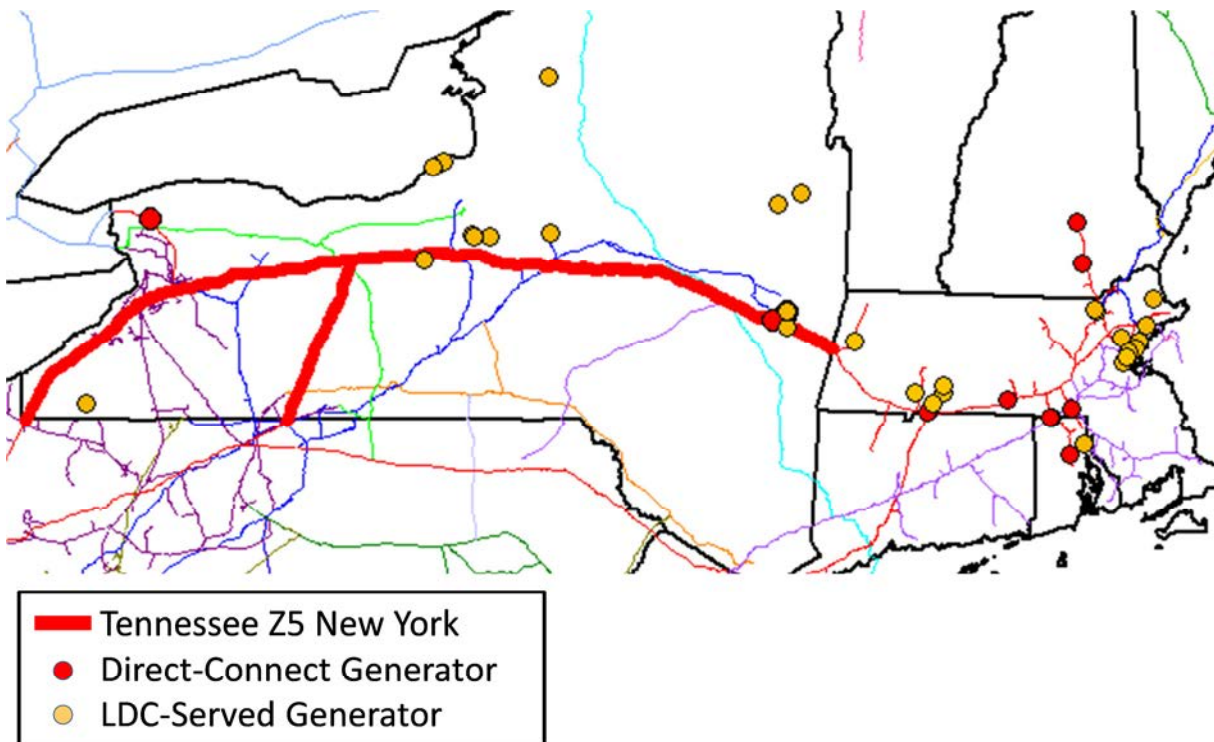 Tennessee Z5 New York
Direct-Connect Generator
LDC-Served Generator